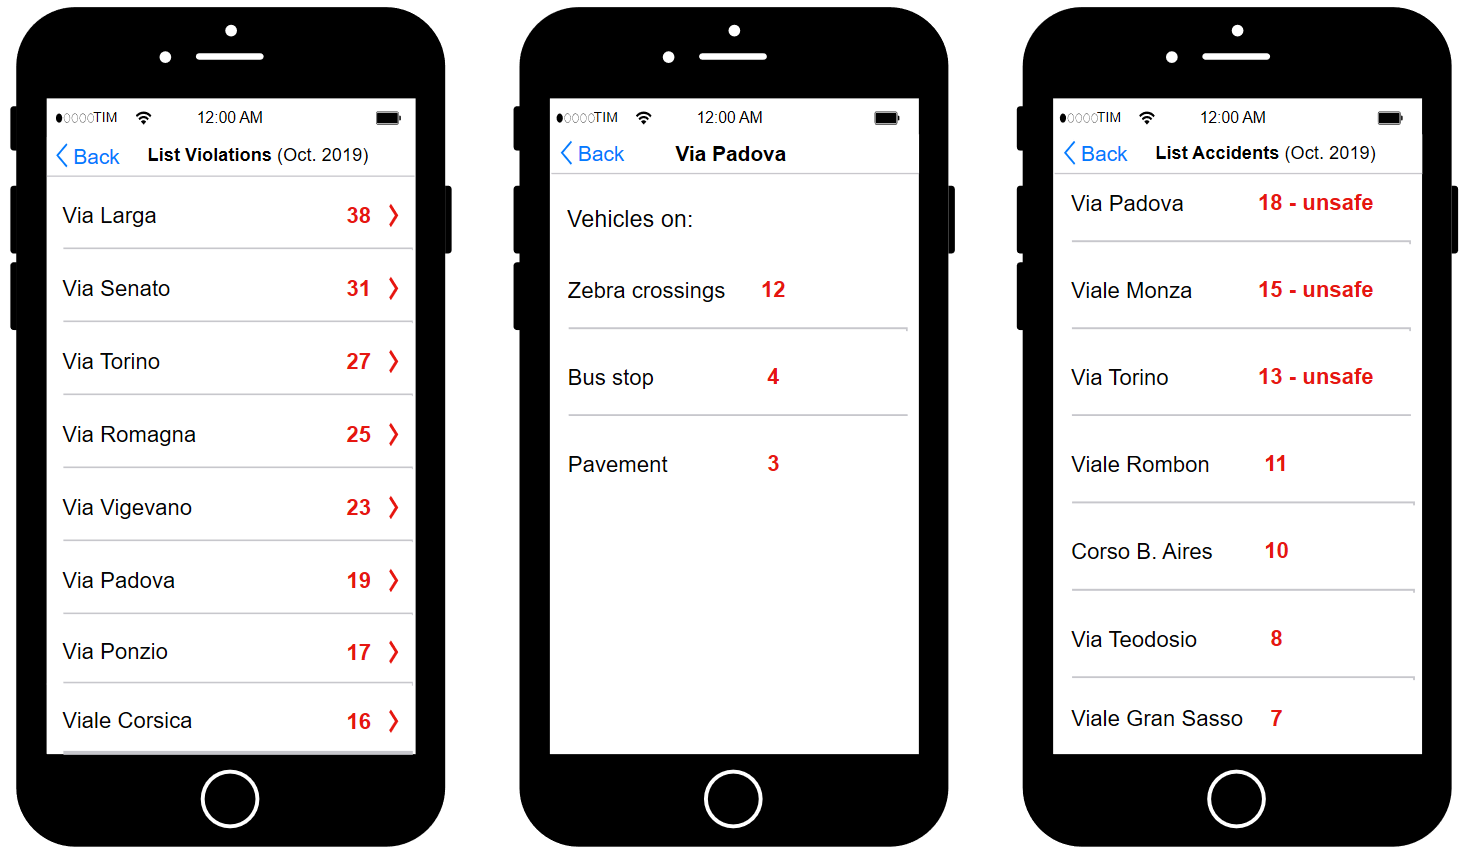 TIM 12:00 AM
Back List Violations (Oct. 2019)
Via Larga 38
Via Senato 31
Via Torino 27
Via Romagna 25
Via Vigevano 23
Via Padova 19
Via Ponzio 17
Viale Corsica 16
TIM 12:00 AM
Back Via Padova
Vehicles on:
Zebra crossings 12
Bus stop 4
Pavement 3
TIM 12:00 AM
Back List Accidents (Oct. 2019)
Via Padova 18 - unsafe
Viale Monza 15 - unsafe
Via Torino 13 - unsafe
Viale Rombon 11
Corso B. Aires 10
Via Teodosio 8
Viale Gran Sasso 7